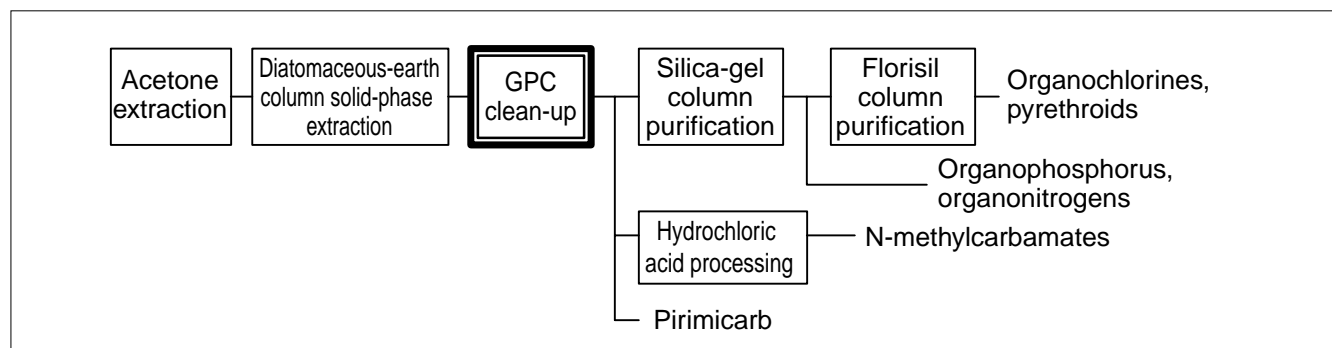 Acetone
extraction
Diatomaceous-earth
column solid-phase
extraction
GPC
clean-up
Silica-gel
column
purification
Florisil
column
purification
Organochlorines,
pyrethroids
Organophosphorus,
organonitrogens
Hydrochloric
acid processing
N-methylcarbamates
Pirimicarb